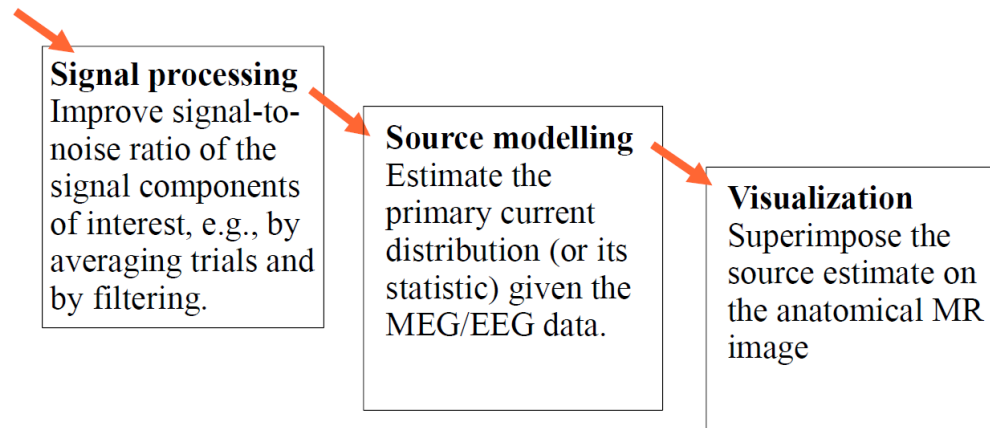 Signal processing
Improve signal-to-
noise ratio of the
signal components
of interest, e.g., by
averaging trials and
by filtering.
Source modelling
Estimate the
primary current
distribution (or its
statistic) given the
MEG/EEG data.
Visualization
Superimpose the
source estimate on
the anatomical MR
image